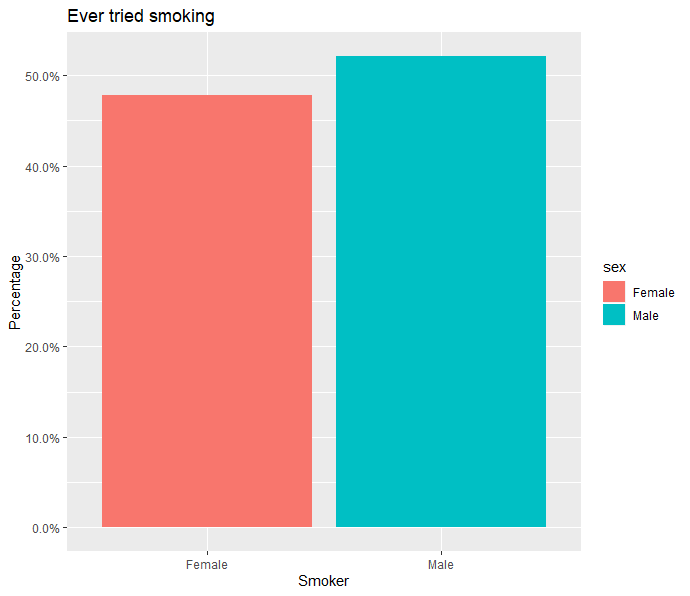 Ever tried smoking
50.0%
40.0%
30.0%
20.0%
10.0%
0.0%
Percentage
Female
Male
Smoker
sex
Female
Male